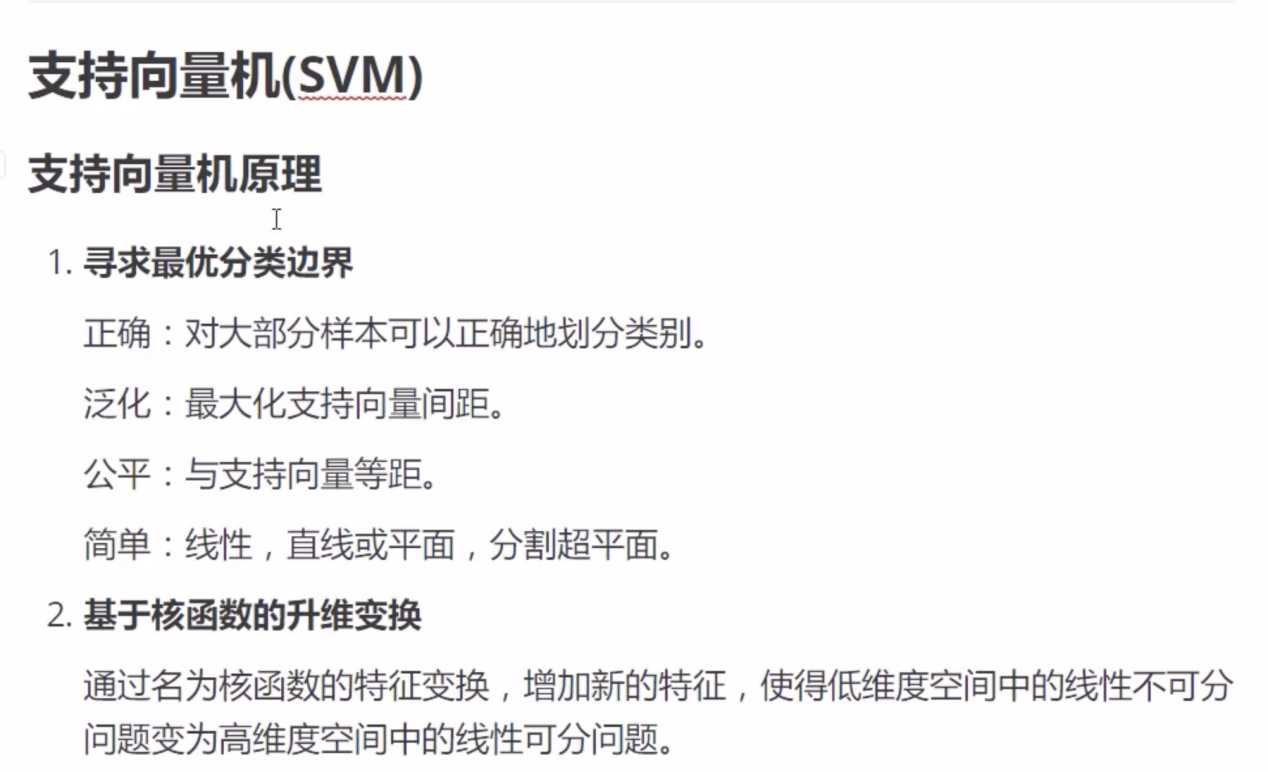 支持向量机(SVM)
支持向量机原理
1. 寻求最优分类边界
正确：对大部分样本可以正确地划分类别。
泛化：最大化支持向量间距。
公平：与支持向量等距。
简单：线性，直线或平面，分割超平面。
2. 基于核函数的升维变换
通过名为核函数的特征变换，增加新的特征，使得低维度空间中的线性不可分
问题变为高维度空间中的线性可分问题。